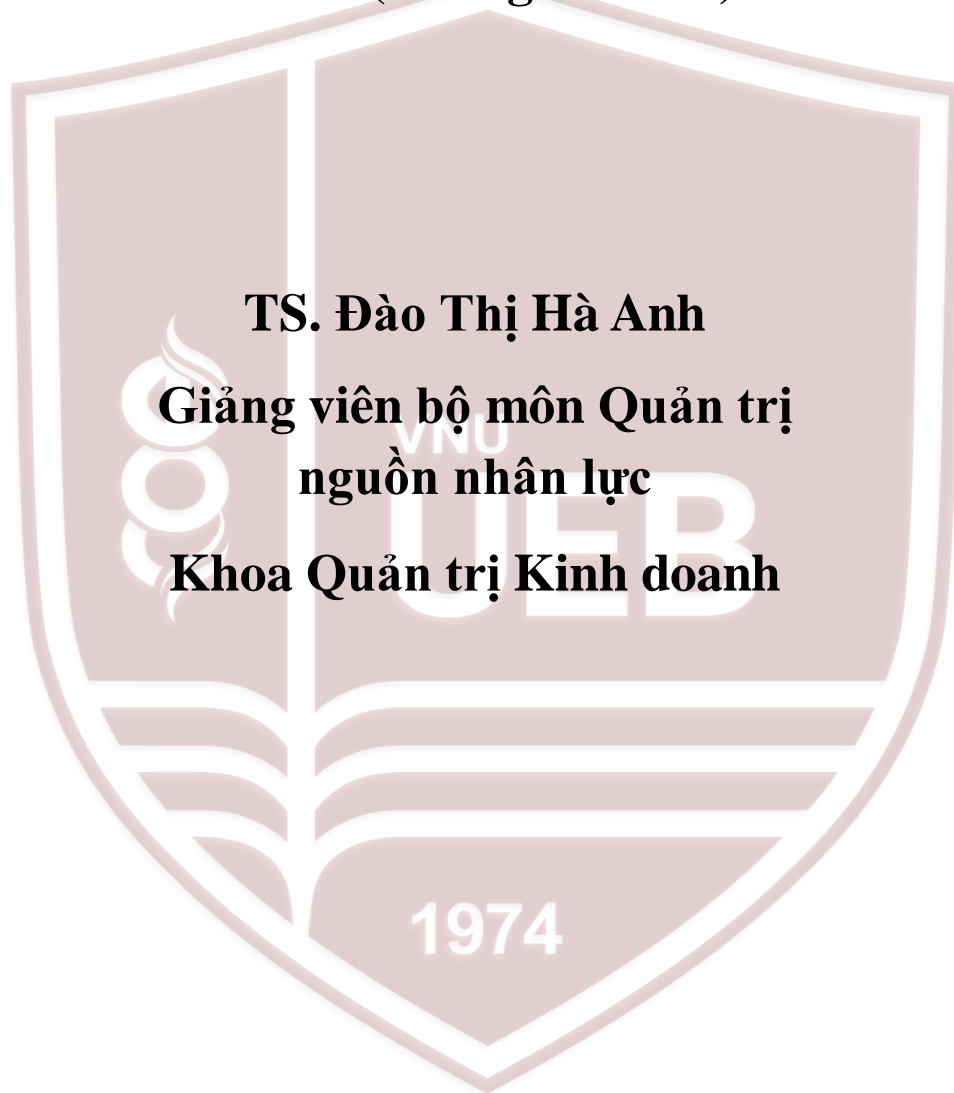 TS. Đào Thị Hà Anh
Giảng viên bộ môn Quản trị
nguồn nhân lực
Khoa Quản trị Kinh doanh
VNU
UEB
1974